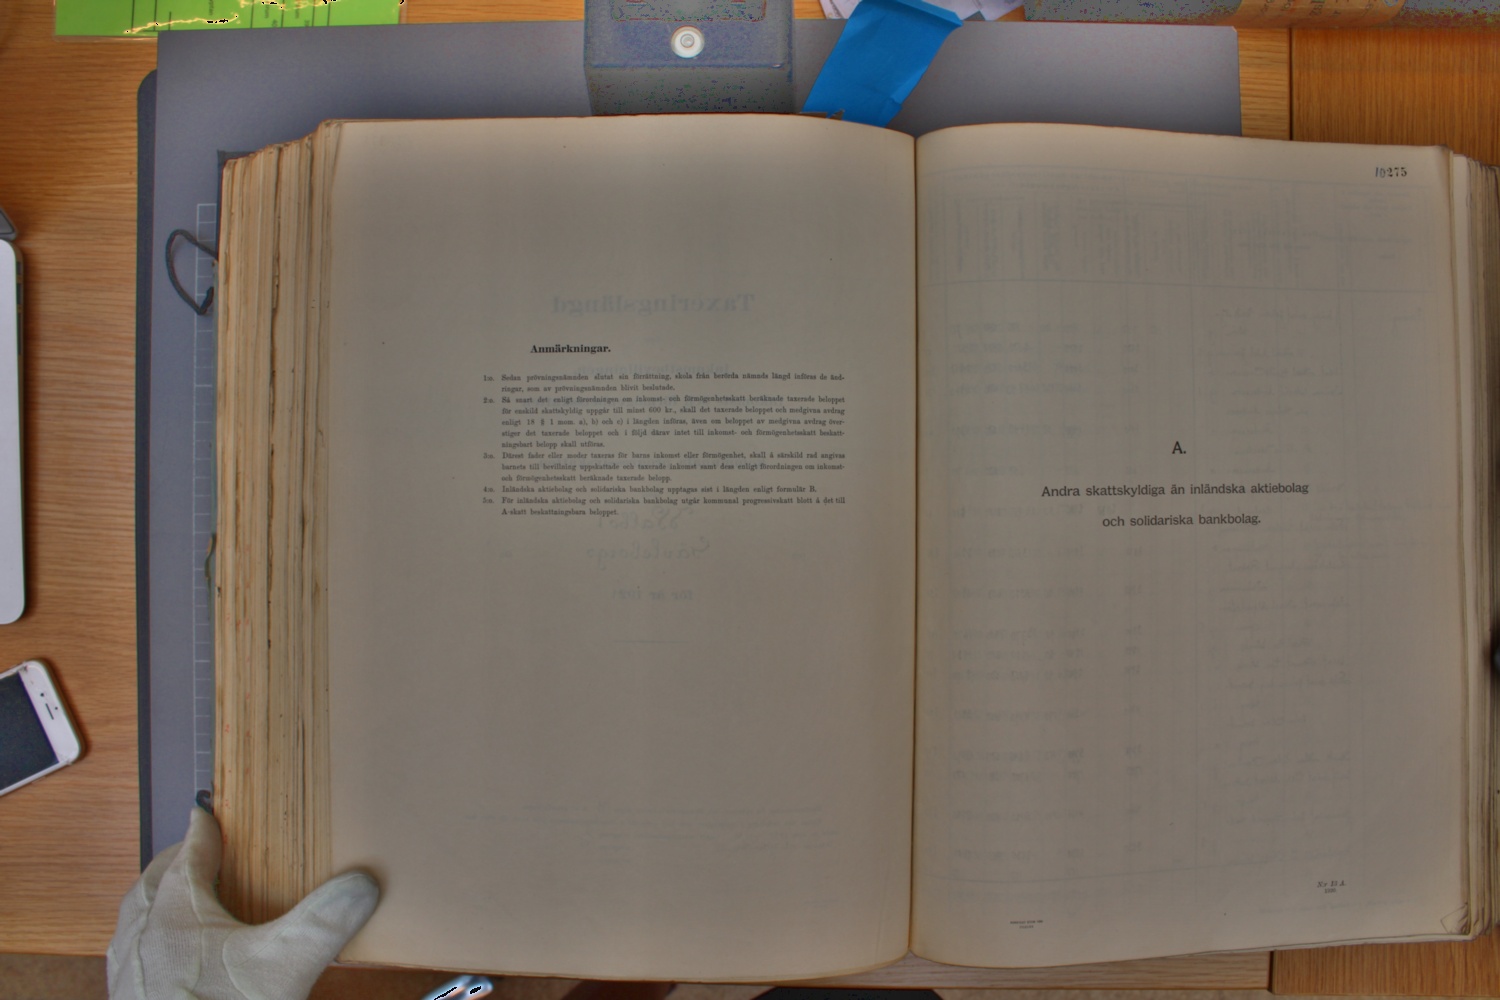 Anmärkningar.
1:o. Sedan prövningsnämnden slutat sin förrättning, skola från berörda nämnds längd införas de änd-
ringar, som av prövningsnämnden blivit beslutade.
2:o. Så snart det enligt förordningen om inkomst- och förmögenhetsskatt beräknade taxerade beloppet
för enskild skattskyldig uppgår till minst 600 kr., skall det taxerade beloppet och medgivna avdrag
enligt 18 § 1 mom. a), b) och c) i längden införas, även om beloppet av medgivna avdrag över-
stiger det taxerade beloppet och i följd därav intet till inkomst- och förmögenhetsskatt beskatt-
ningsbart belopp skall utföras.
3:o. Därest fader eller moder taxeras för barns inkomst eller förmögenhet, skall å särskild rad angivas
barnets till bevillning uppskattade och taxerade inkomst samt dess enligt förordningen om inkomst-
och förmögenhetsskatt beräknade taxerade belopp.
4:o. Inländska aktiebolag och solidariska bankbolag upptagas sist i längden enligt formulär B.
5:o. För inländska aktiebolag och solidariska bankbolag utgår kommunal progressivskatt blott å det till
A-skatt beskattningsbara beloppet.
10275
A.
Andra skattskyldiga än inländska aktiebolag
och solidariska bankbolag.